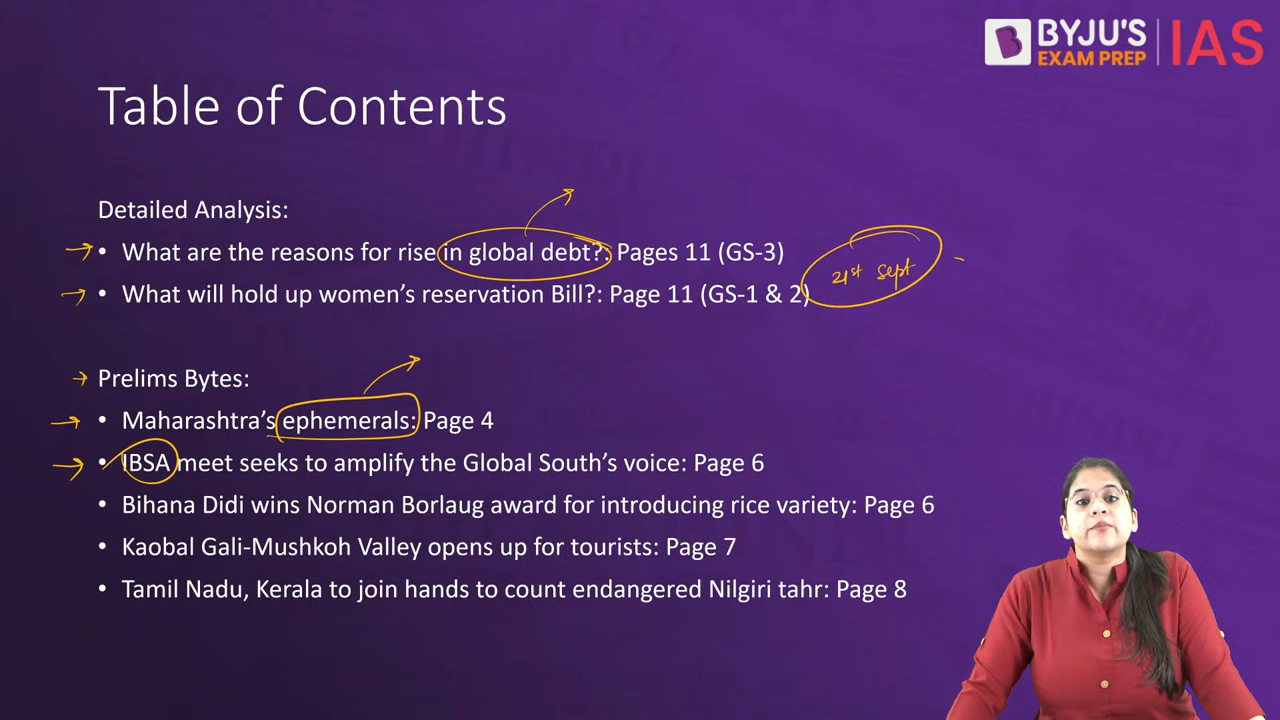 BYJU'S
EXAM PREP
IAS
Table of Contents
Detailed Analysis:
• What are the reasons for rise in global debt?: Pages 11 (GS-3)
• What will hold up women's reservation Bill?: Page 11 (GS-1 & 2)
21st Sept
Prelims Bytes:
• Maharashtra's ephemerals: Page 4
• IBSA meet seeks to amplify the Global South's voice: Page 6
• Bihana Didi wins Norman Borlaug award for introducing rice variety: Page 6
• Kaobal Gali-Mushkoh Valley opens up for tourists: Page 7
• Tamil Nadu, Kerala to join hands to count endangered Nilgiri tahr: Page 8